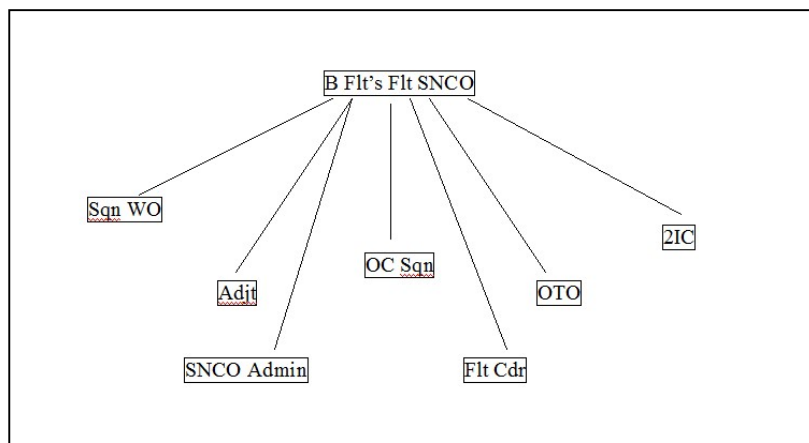 B Flt's Flt SNCO
Sqn WO
2IC
OC Sqn
Adjt
OTO
SNCO Admin
Flt Cdr